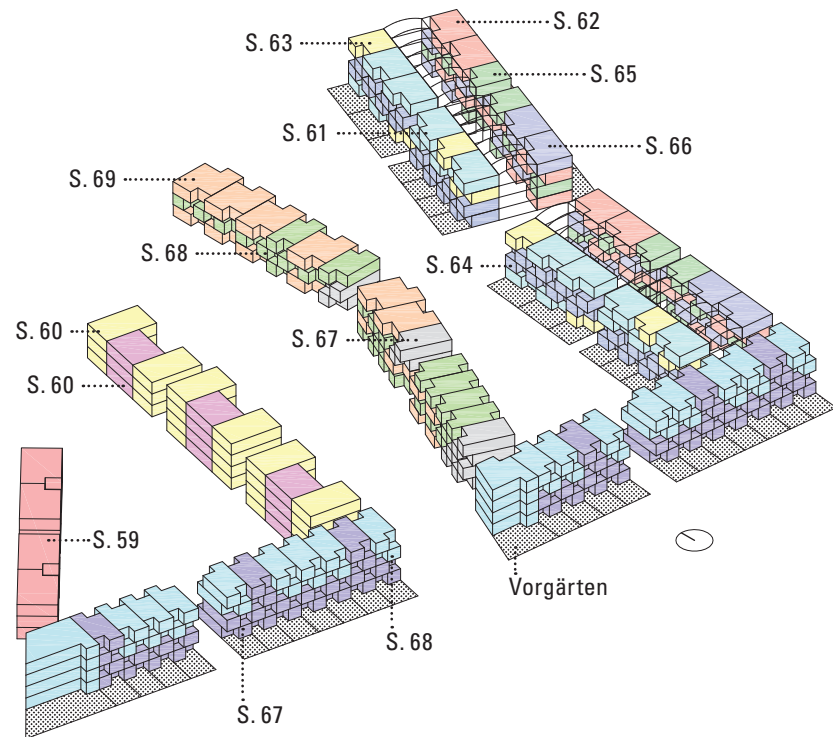 S. 62
S. 63
S. 65
S. 61
S. 66
S. 69
S. 68
S. 64
S. 60
S. 67
S. 60
S. 59
Vorgärten
S. 68
S. 67